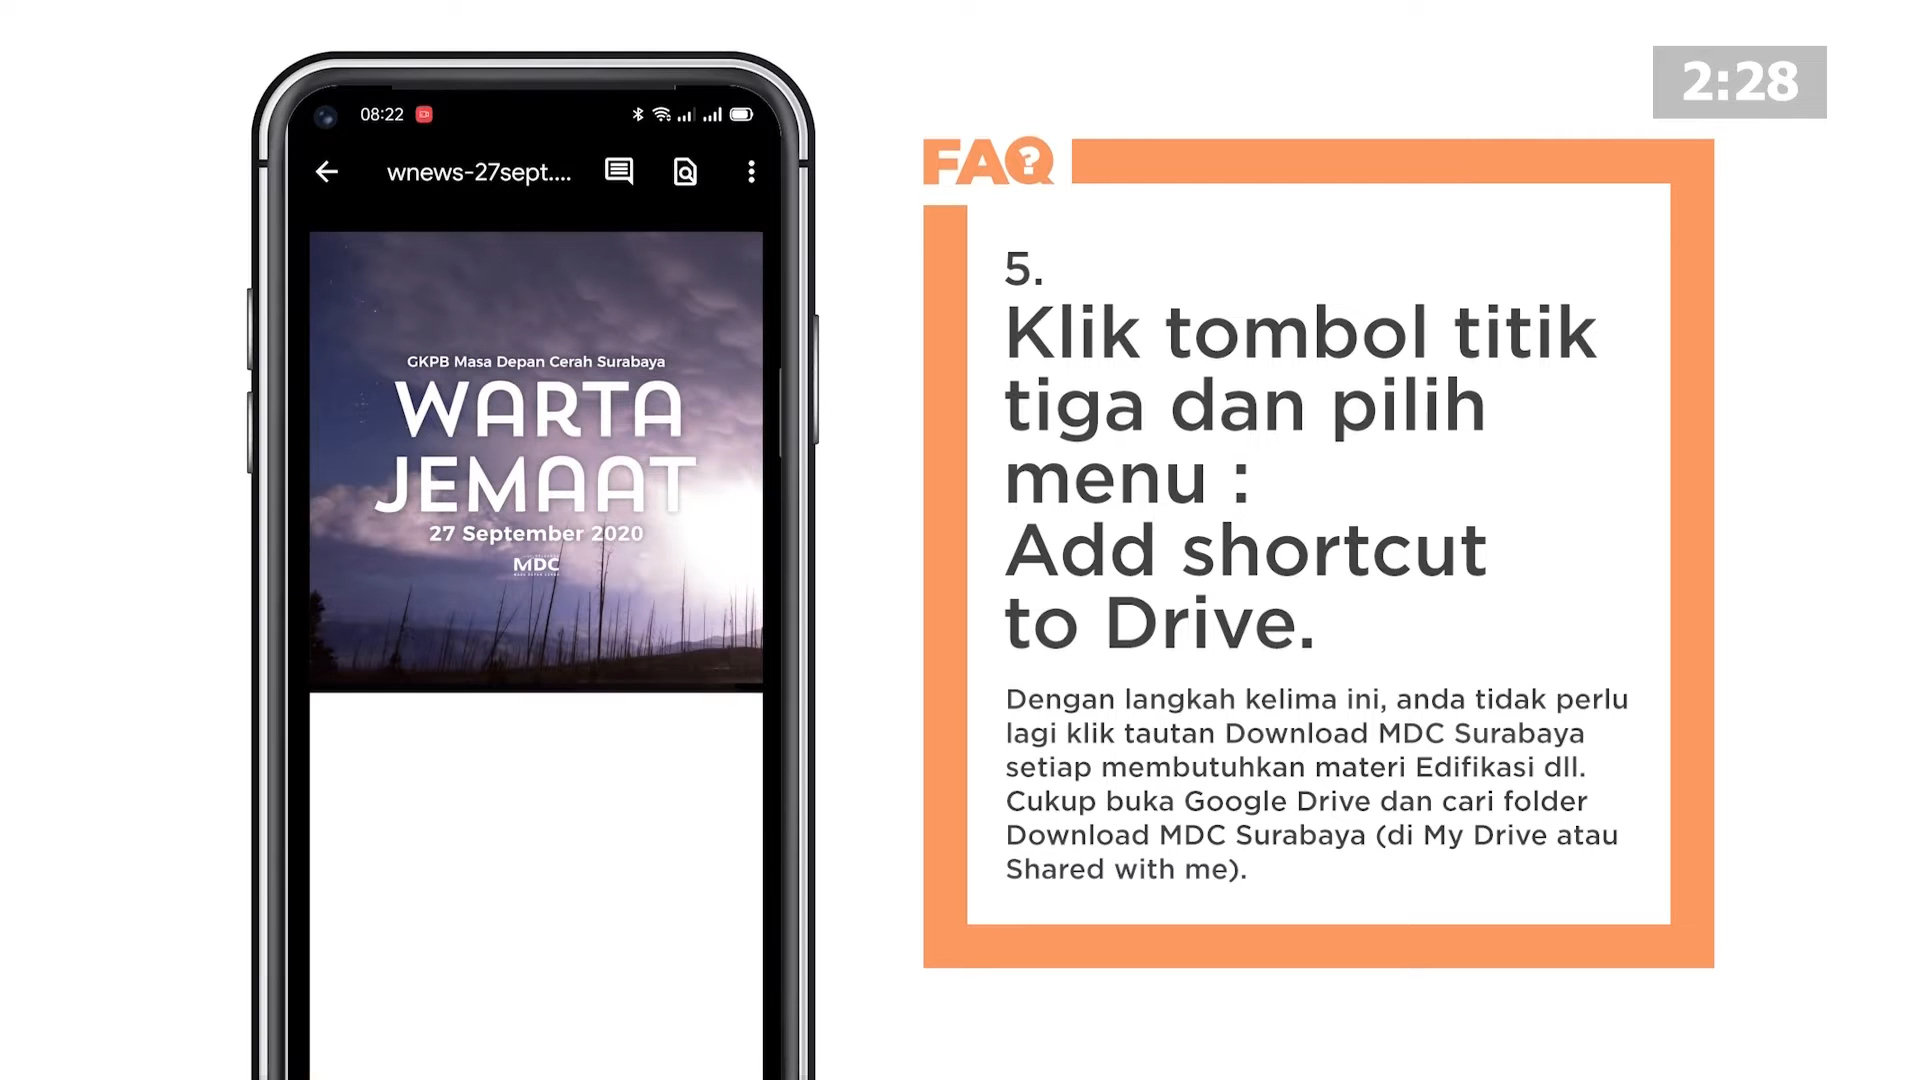 2:28
08:22
wnews-27sept....
GKPB Masa Depan Cerah Surabaya
WARTA
JEMAAT
27 September 2020
MDC
FAQ?
5.
Klik tombol titik
tiga dan pilih
menu :
Add shortcut
to Drive.
Dengan langkah kelima ini, anda tidak perlu
lagi klik tautan Download MDC Surabaya
setiap membutuhkan materi Edifikasi dll.
Cukup buka Google Drive dan cari folder
Download MDC Surabaya (di My Drive atau
Shared with me).